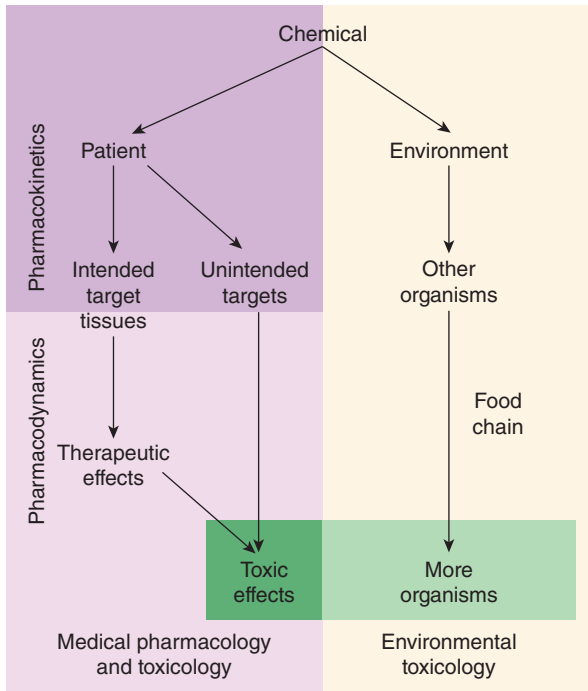 Chemical
Pharmacokinetics
Patient
Environment
Intended
target
tissues
Unintended
targets
Other
organisms
Pharmacodynamics
Food
chain
Therapeutic
effects
Toxic
effects
More
organisms
Medical pharmacology
and toxicology
Environmental
toxicology